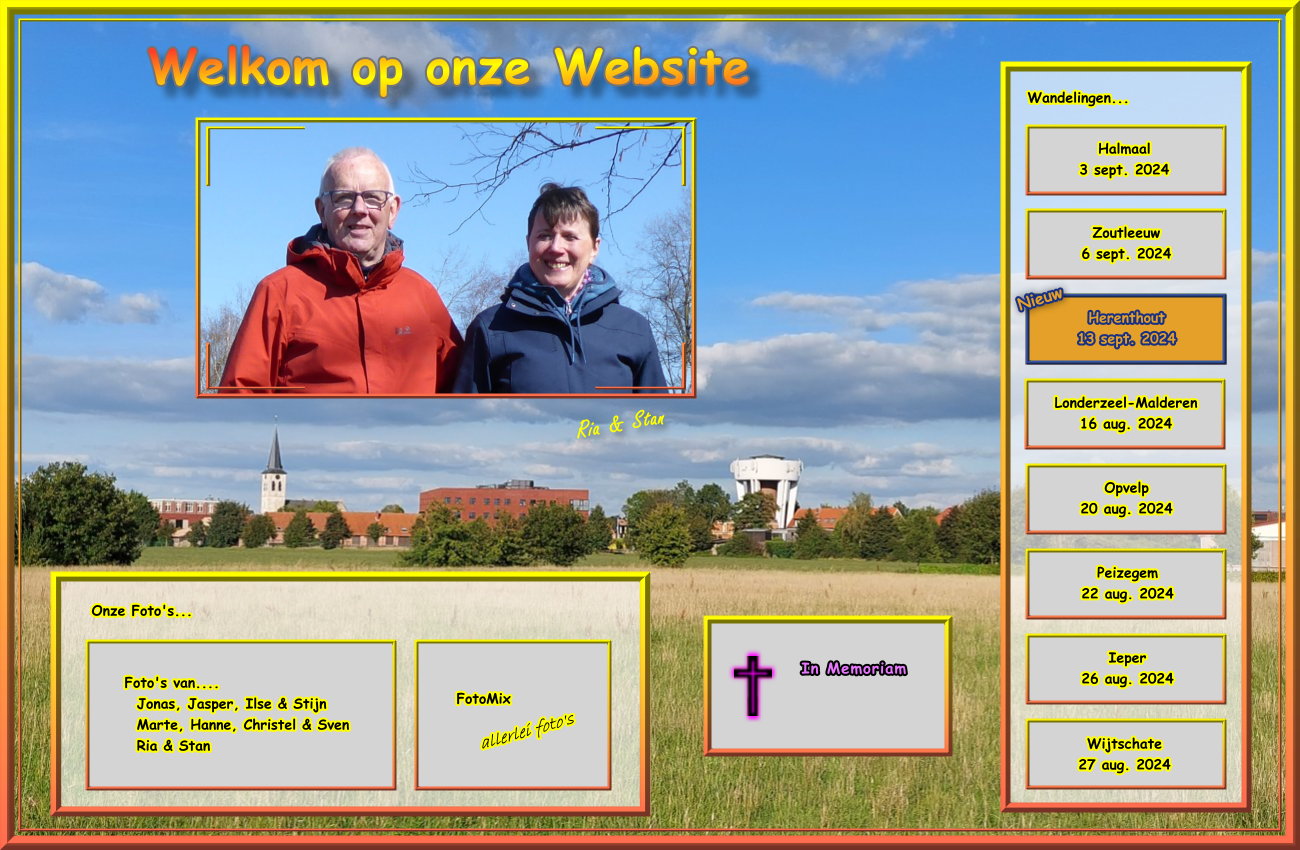 Welkom op onze Website
Ria & Stan
Wandelingen...
Halmaal
3 sept. 2024
Zoutleeuw
6 sept. 2024
Nieuw
Herenthout
13 sept. 2024
Londerzeel-Malderen
16 aug. 2024
Opvelp
20 aug. 2024
Peizegem
22 aug. 2024
Ieper
26 aug. 2024
Wijtschate
27 aug. 2024
Onze Foto's...
Foto's van....
Jonas, Jasper, Ilse & Stijn
Marte, Hanne, Christel & Sven
Ria & Stan
FotoMix
allerlei foto's
In Memoriam